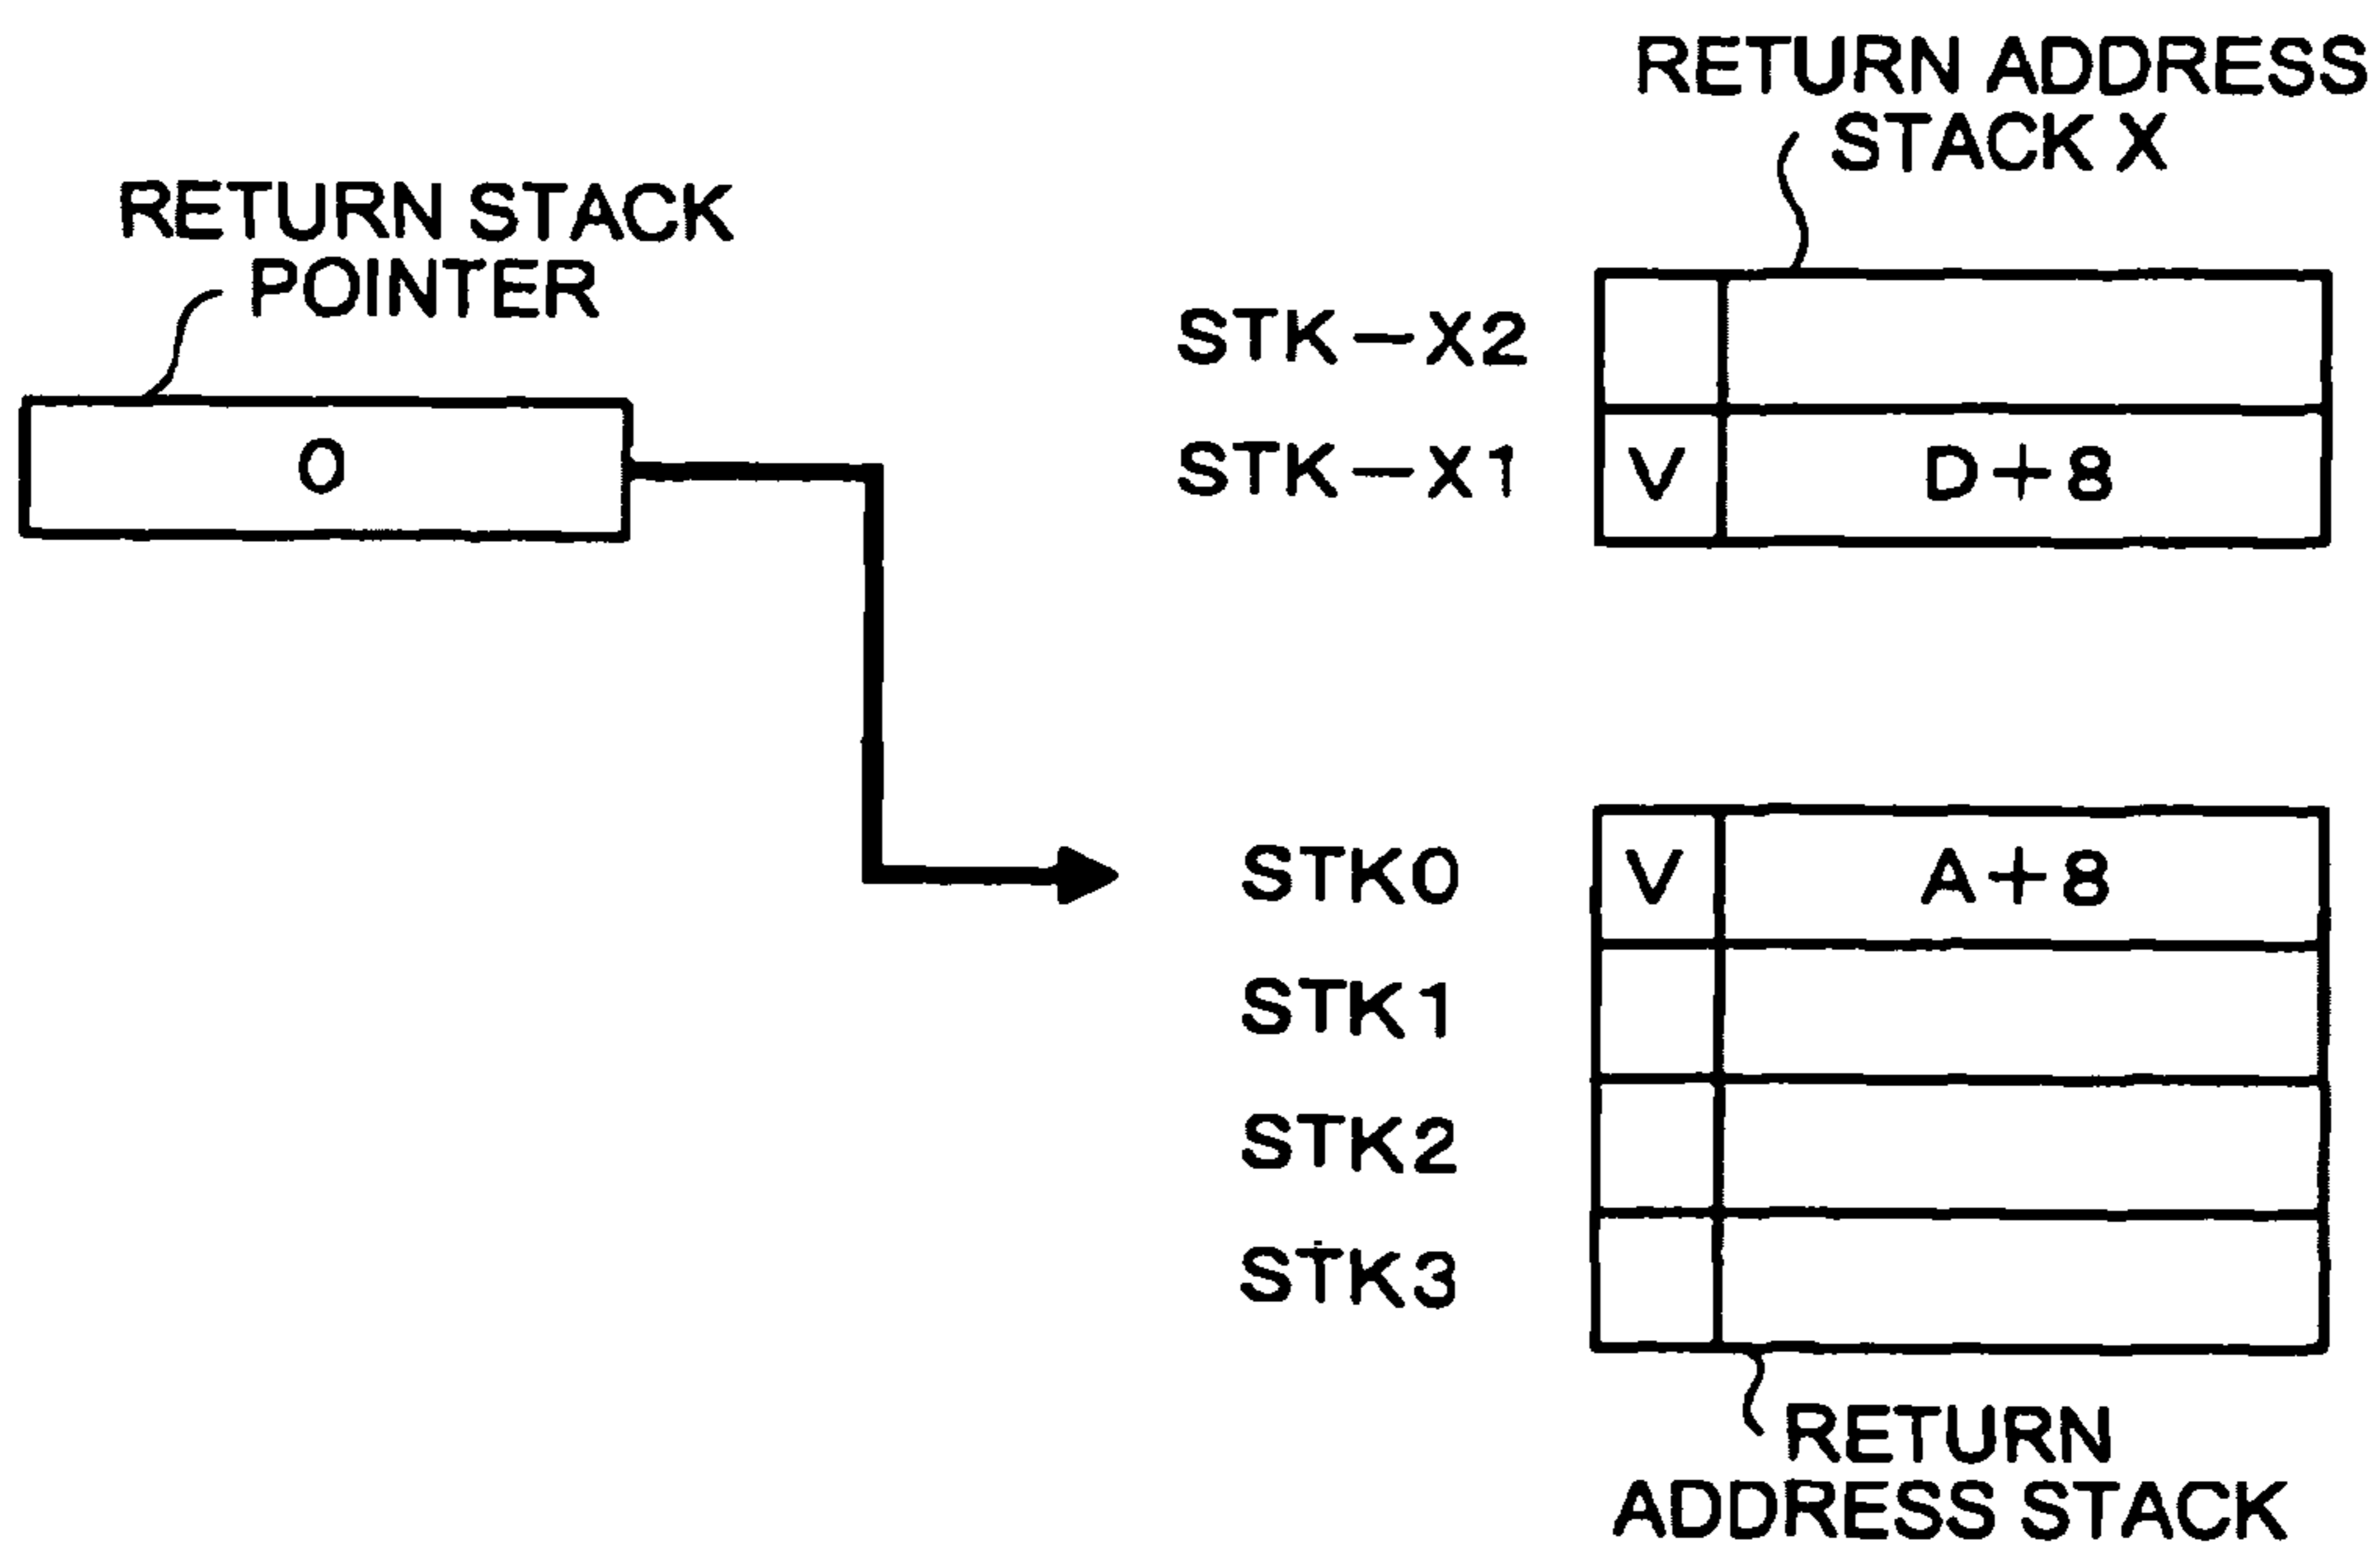 RETURN ADDRESS
STACK X
RETURN STACK
POINTER
STK-X2
0
STK-X1 V D+8
STK0 V A+8
STK1
STK2
STK3
RETURN
ADDRESS STACK